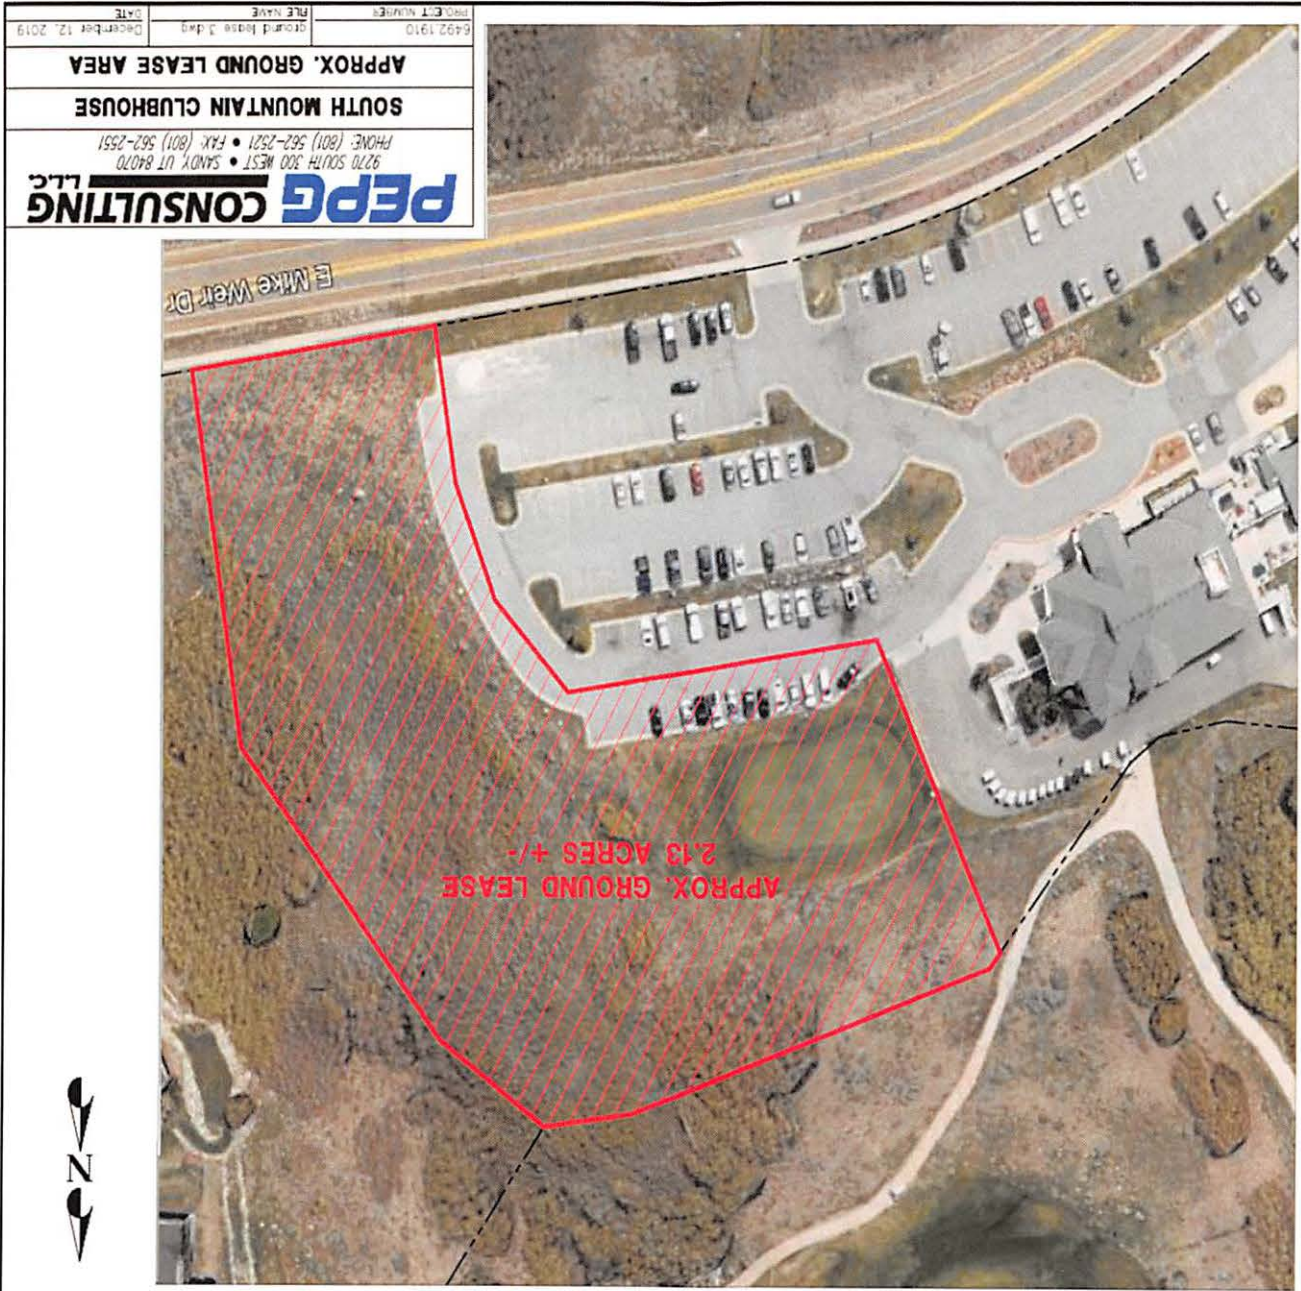 N
APPROX. GROUND LEASE
2.13 ACRES +/-
E Mike Weir Dr
PEPG CONSULTING
L.L.C.
9270 SOUTH 300 WEST • SANDY, UT 84070
PHONE: (801) 562-2521 • FAX: (801) 562-2551
SOUTH MOUNTAIN CLUBHOUSE
APPROX. GROUND LEASE AREA
PROJECT NUMBER
6492.1910
FILE NAME
ground lease 3.dwg
DATE
December 12, 2019